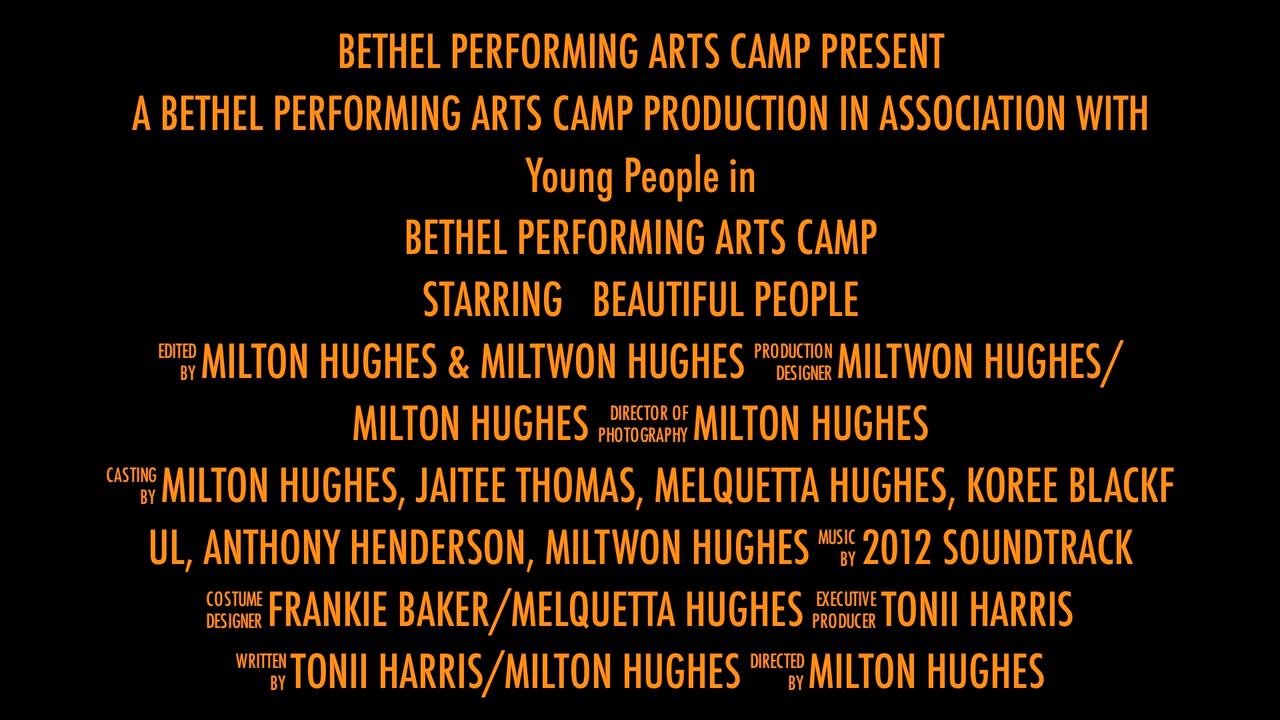 BETHEL PERFORMING ARTS CAMP PRESENT
A BETHEL PERFORMING ARTS CAMP PRODUCTION IN ASSOCIATION WITH
Young People in
BETHEL PERFORMING ARTS CAMP
STARRING BEAUTIFUL PEOPLE
EDITED BY MILTON HUGHES & MILTWON HUGHES PRODUCTION DESIGNER MILTWON HUGHES/
MILTON HUGHES DIRECTOR OF PHOTOGRAPHY MILTON HUGHES
CASTING BY MILTON HUGHES, JAITEE THOMAS, MELQUETTA HUGHES, KOREE BLACKF
UL, ANTHONY HENDERSON, MILTWON HUGHES MUSIC BY 2012 SOUNDTRACK
COSTUME DESIGNER FRANKIE BAKER/MELQUETTA HUGHES EXECUTIVE PRODUCER TONII HARRIS
WRITTEN BY TONII HARRIS/MILTON HUGHES DIRECTED BY MILTON HUGHES